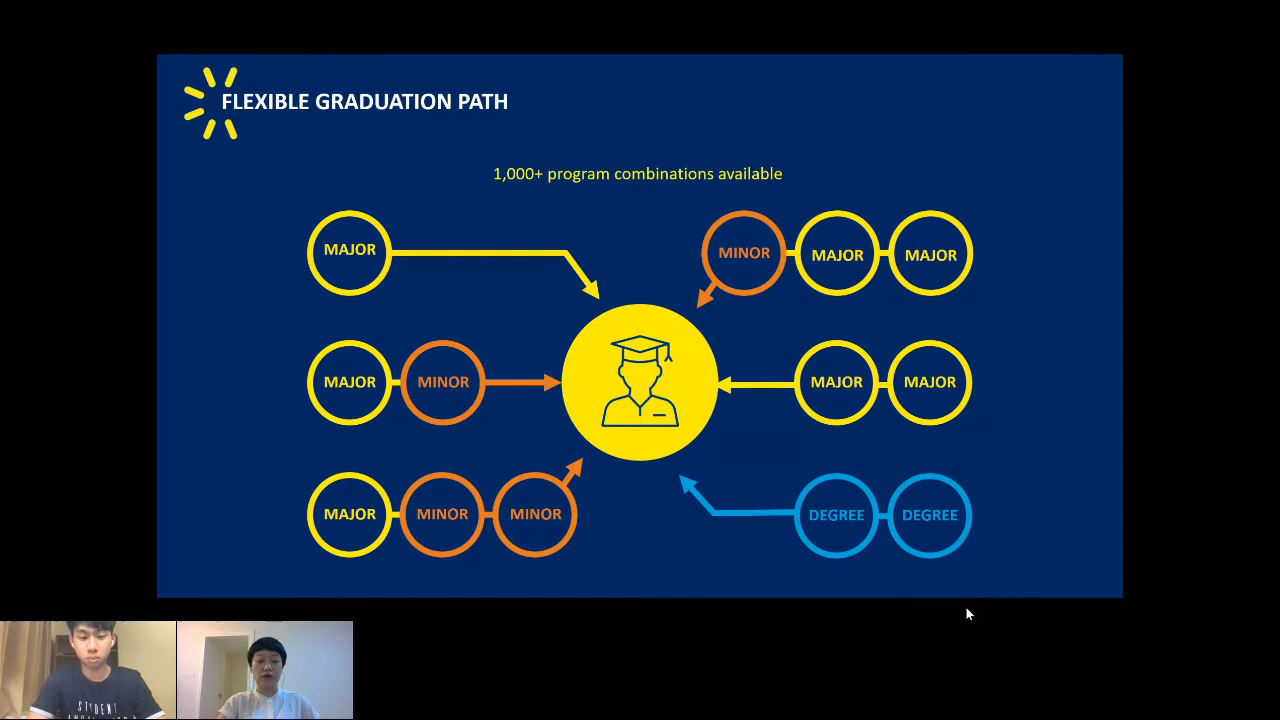 FLEXIBLE GRADUATION PATH
1,000+ program combinations available
MAJOR
MINOR MAJOR MAJOR
MAJOR MINOR
MAJOR MAJOR
MAJOR MINOR MINOR
DEGREE DEGREE
STUDENT